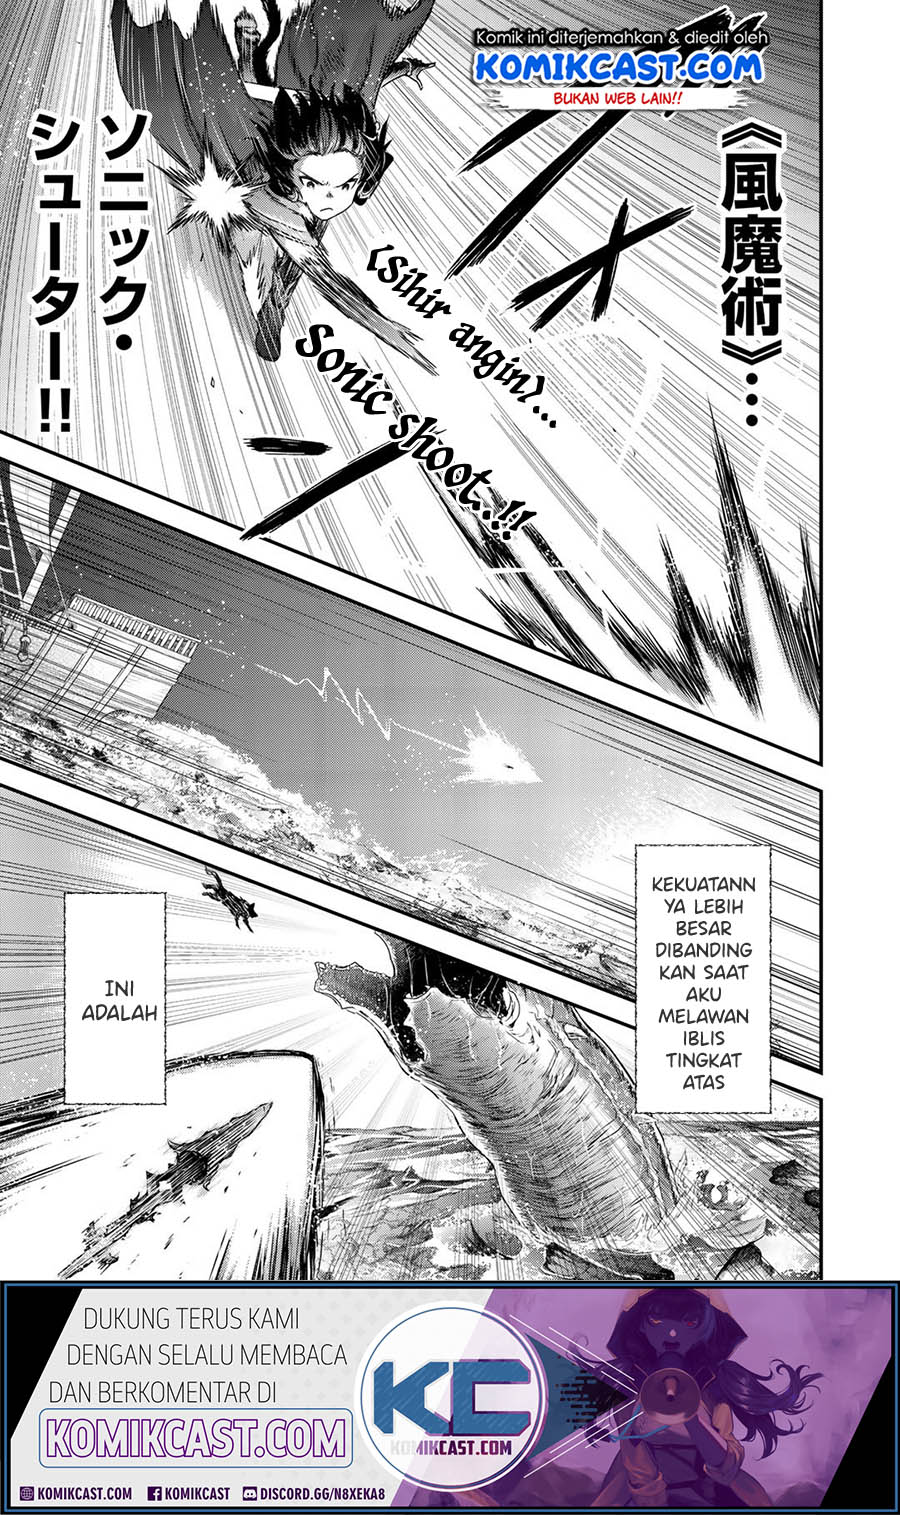 Komik ini diterjemahkan & diedit oleh
KOMIKCAST.COM
BUKAN WEB LAIN!!
《風魔術》…
ソニック・
シューター!!
<Sihir angin>...
Sonic shoot..!!
KEKUATANN
YA LEBIH
BESAR
DIBANDING
KAN SAAT
AKU
MELAWAN
IBLIS
TINGKAT
ATAS
INI
ADALAH
DUKUNG TERUS KAMI
DENGAN SELALU MEMBACA
DAN BERKOMENTAR DI
KOMIKCAST.COM
KC
KOMIKCAST.COM
KOMIKCAST.COM KOMIKCAST DISCORD.GG/N8XEKA8